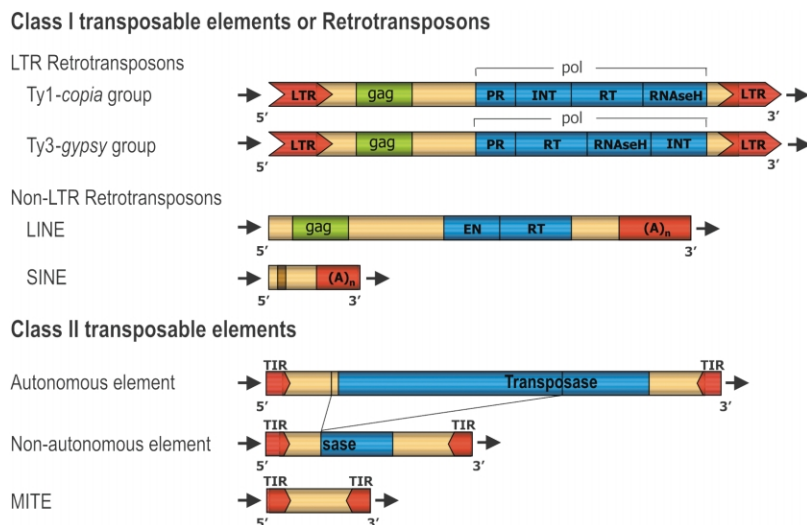 Class I transposable elements or Retrotransposons
LTR Retrotransposons
pol
Ty1-copia group
LTR gag PR INT RT RNAseH LTR
5′ 3′
pol
Ty3-gypsy group
LTR gag PR RT RNAseH INT LTR
5′ 3′
Non-LTR Retrotransposons
LINE
gag EN RT (A)n
5′ 3′
SINE
(A)n
5′ 3′
Class II transposable elements
TIR TIR
Autonomous element
Transposase
5′ 3′
TIR TIR
Non-autonomous element
sase
5′ 3′
TIR TIR
MITE
5′ 3′